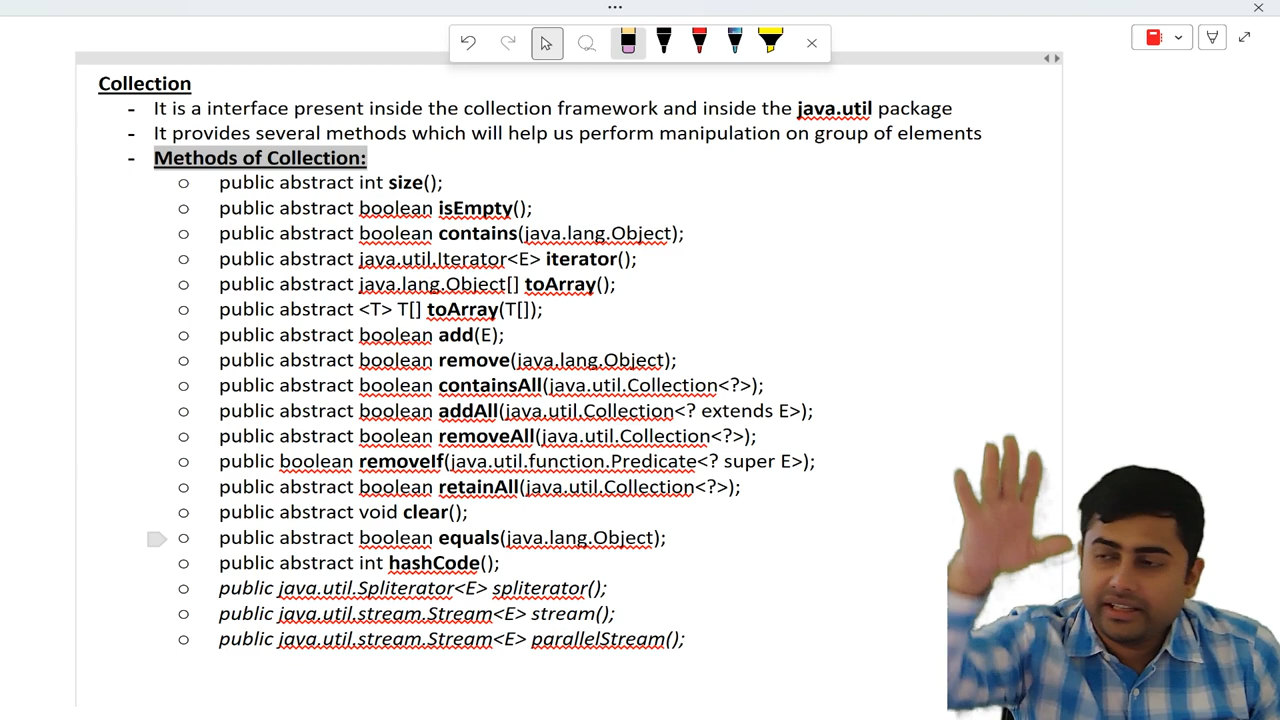 Collection
- It is a interface present inside the collection framework and inside the java.util package
- It provides several methods which will help us perform manipulation on group of elements
- Methods of Collection:
○ public abstract int size();
○ public abstract boolean isEmpty();
○ public abstract boolean contains(java.lang.Object);
○ public abstract java.util.Iterator<E> iterator();
○ public abstract java.lang.Object[] toArray();
○ public abstract <T> T[] toArray(T[]);
○ public abstract boolean add(E);
○ public abstract boolean remove(java.lang.Object);
○ public abstract boolean containsAll(java.util.Collection<?>);
○ public abstract boolean addAll(java.util.Collection<? extends E>);
○ public abstract boolean removeAll(java.util.Collection<?>);
○ public boolean removeIf(java.util.function.Predicate<? super E>);
○ public abstract boolean retainAll(java.util.Collection<?>);
○ public abstract void clear();
○ public abstract boolean equals(java.lang.Object);
○ public abstract int hashCode();
○ public java.util.Spliterator<E> spliterator();
○ public java.util.stream.Stream<E> stream();
○ public java.util.stream.Stream<E> parallelStream();